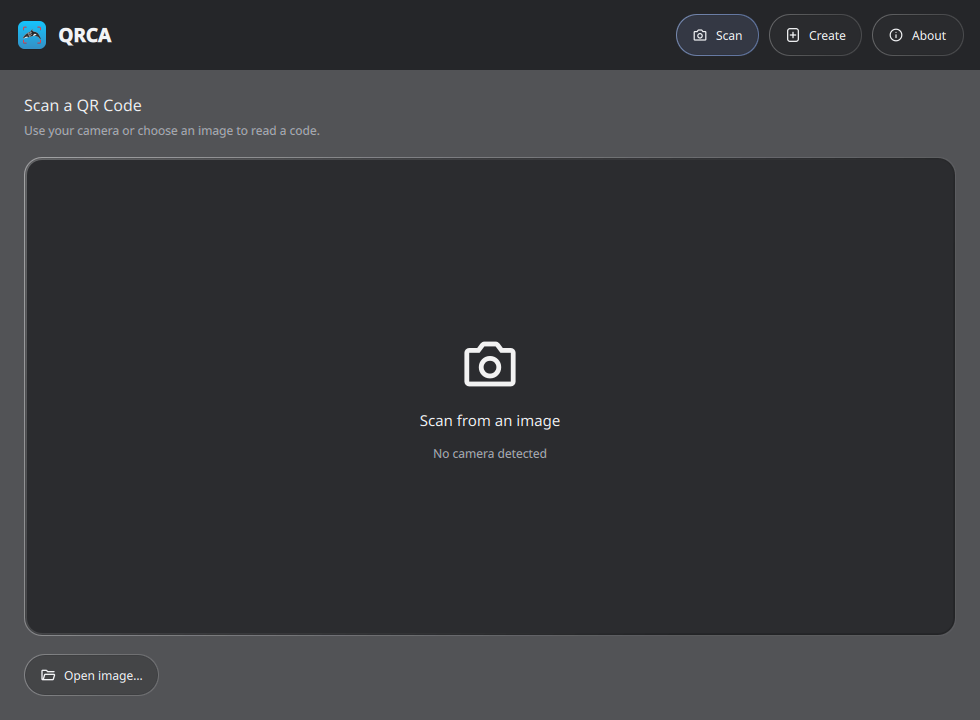 QRCA
Scan
Create
About
Scan a QR Code
Use your camera or choose an image to read a code.
Scan from an image
No camera detected
Open image...